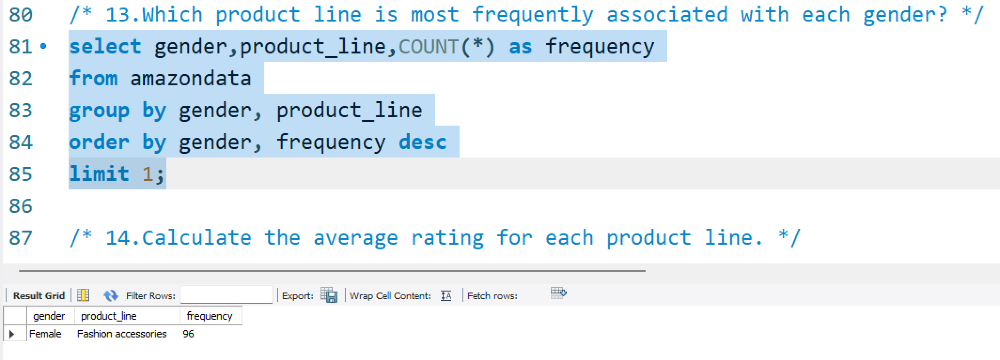 80 /* 13.Which product line is most frequently associated with each gender? */
81 select gender,product_line,COUNT(*) as frequency
82 from amazondata
83 group by gender, product_line
84 order by gender, frequency desc
85 limit 1;
86
87 /* 14.Calculate the average rating for each product line. */
Result Grid Filter Rows: Export: Wrap Cell Content: Fetch rows:
gender product_line frequency
Female Fashion accessories 96